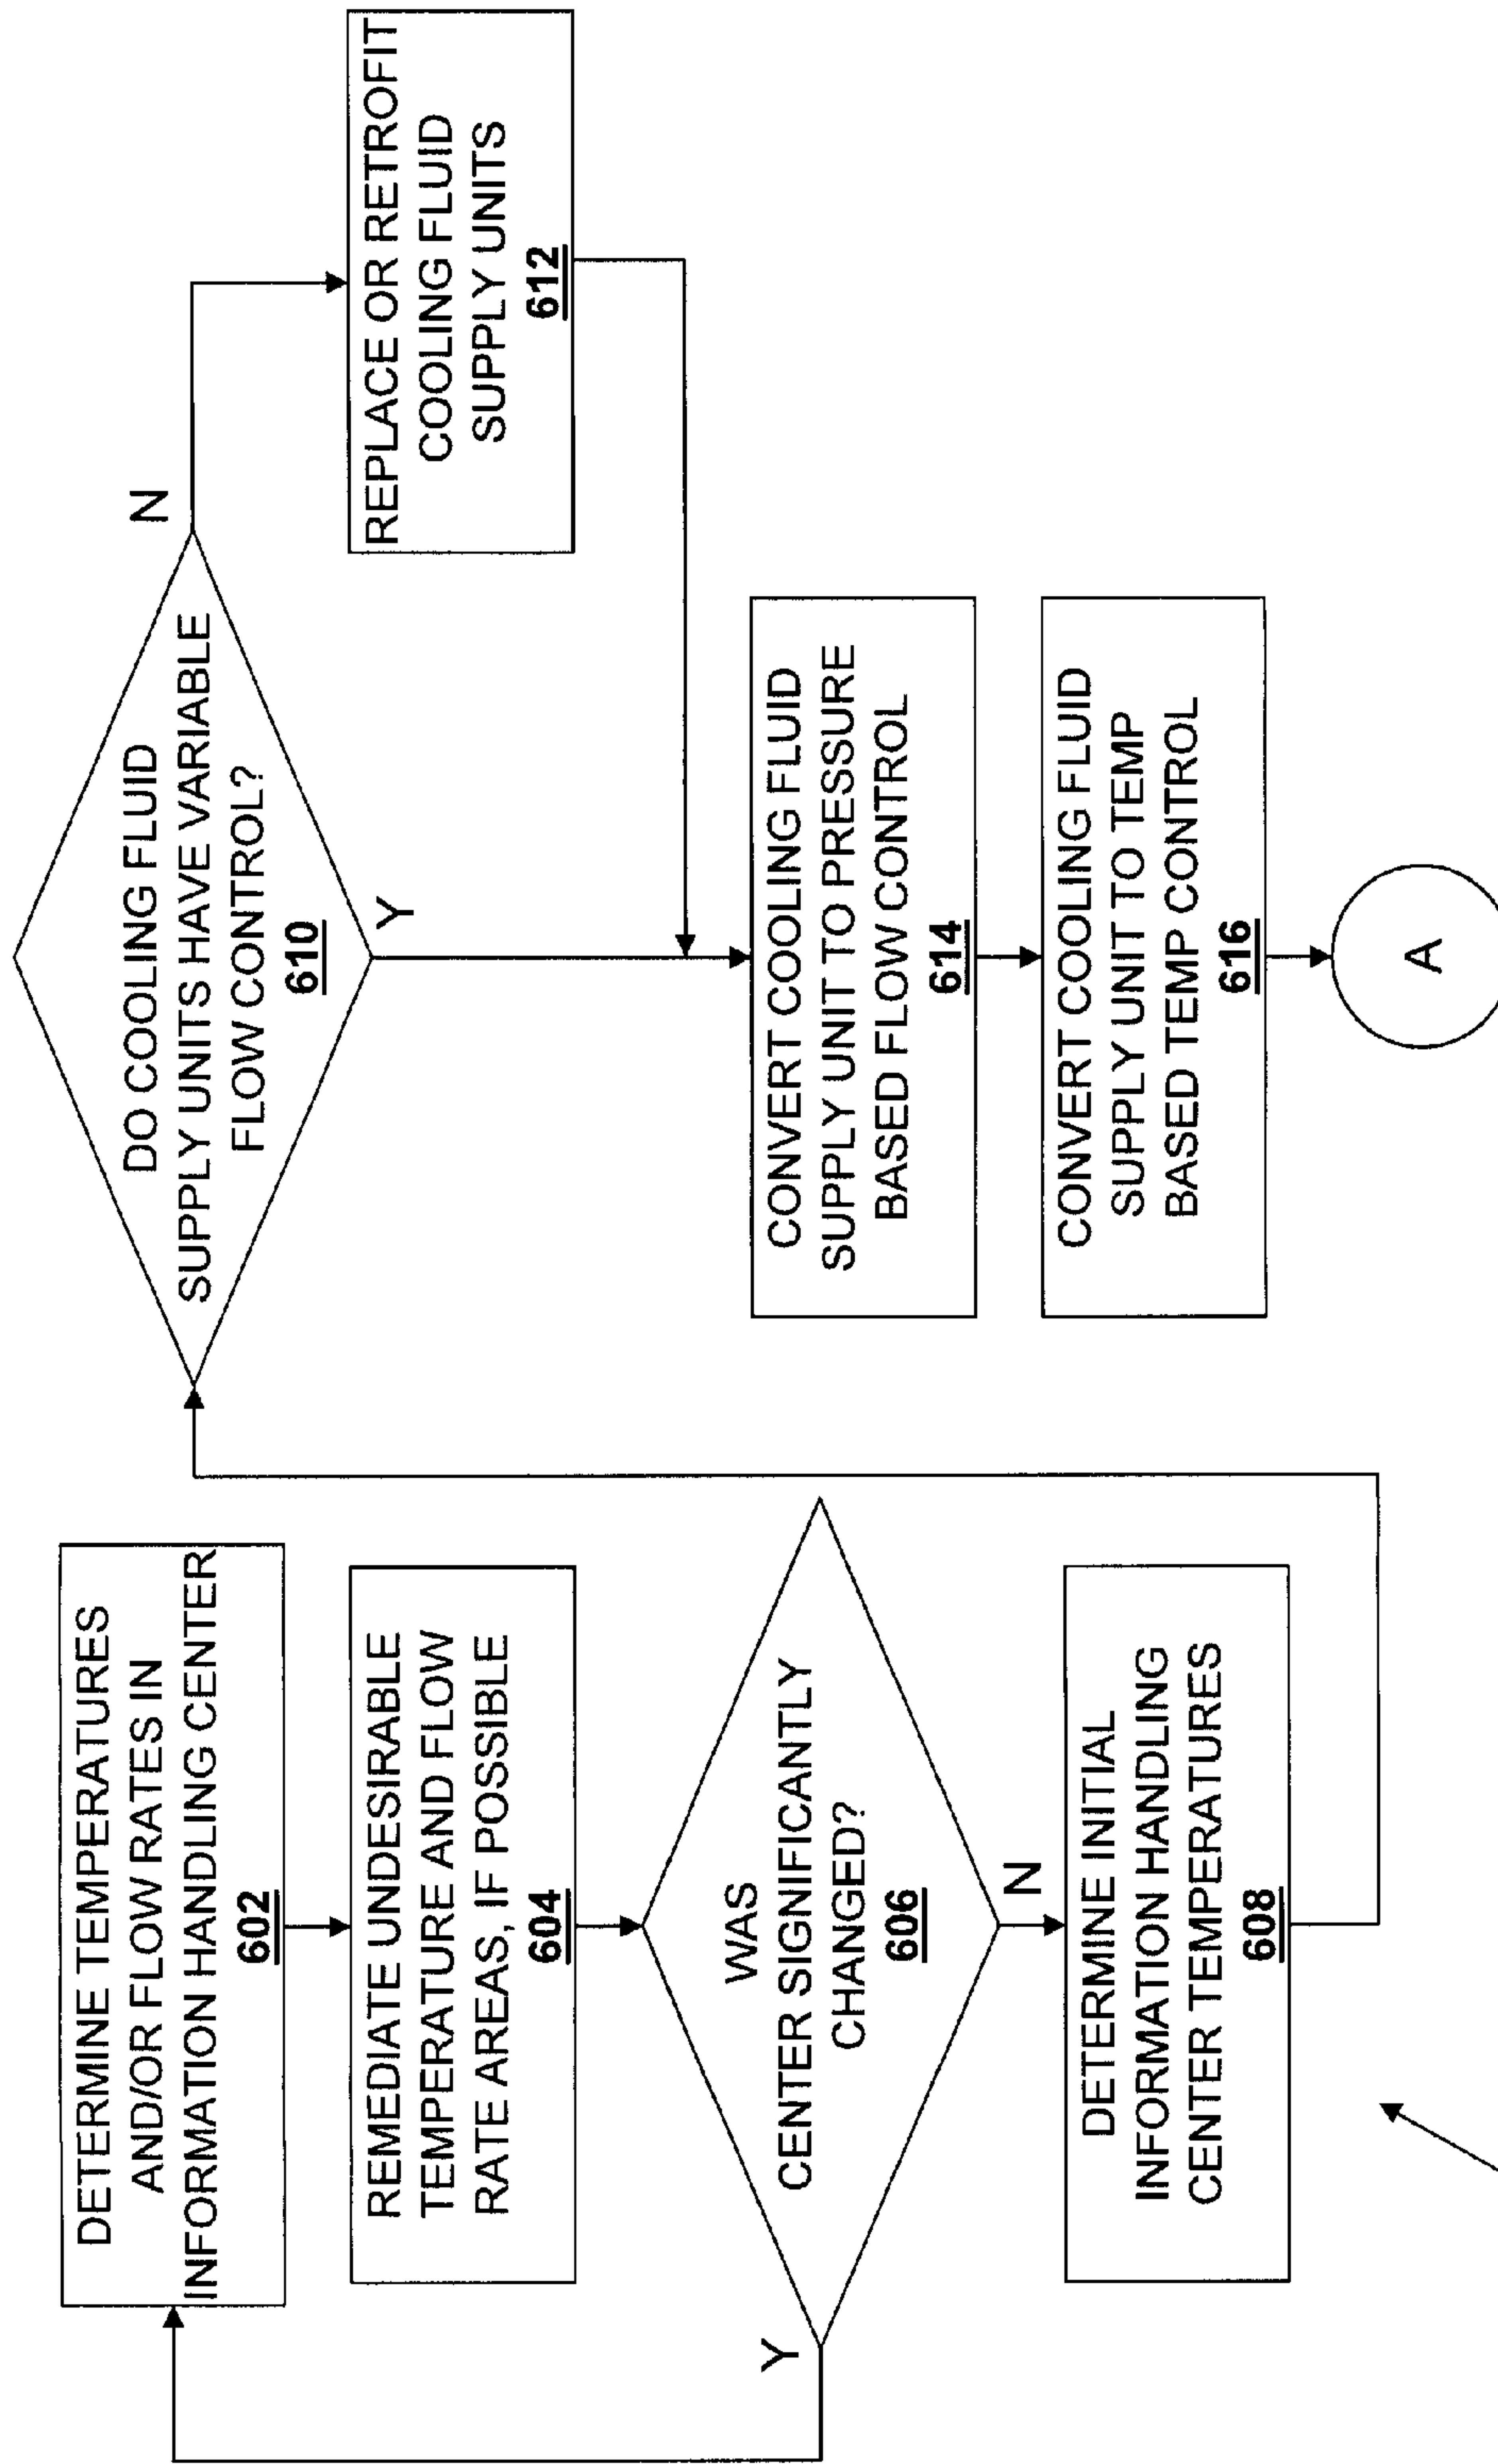 DETERMINE TEMPERATURES
AND/OR FLOW RATES IN
INFORMATION HANDLING CENTER
602
REMEDIATE UNDESIRABLE
TEMPERATURE AND FLOW
RATE AREAS, IF POSSIBLE
604
WAS
CENTER SIGNIFICANTLY
CHANGED?
606
Y
N
DETERMINE INITIAL
INFORMATION HANDLING
CENTER TEMPERATURES
608
DO COOLING FLUID
SUPPLY UNITS HAVE VARIABLE
FLOW CONTROL?
610
N
Y
REPLACE OR RETROFIT
COOLING FLUID
SUPPLY UNITS
612
CONVERT COOLING FLUID
SUPPLY UNIT TO PRESSURE
BASED FLOW CONTROL
614
CONVERT COOLING FLUID
SUPPLY UNIT TO TEMP
BASED TEMP CONTROL
616
A